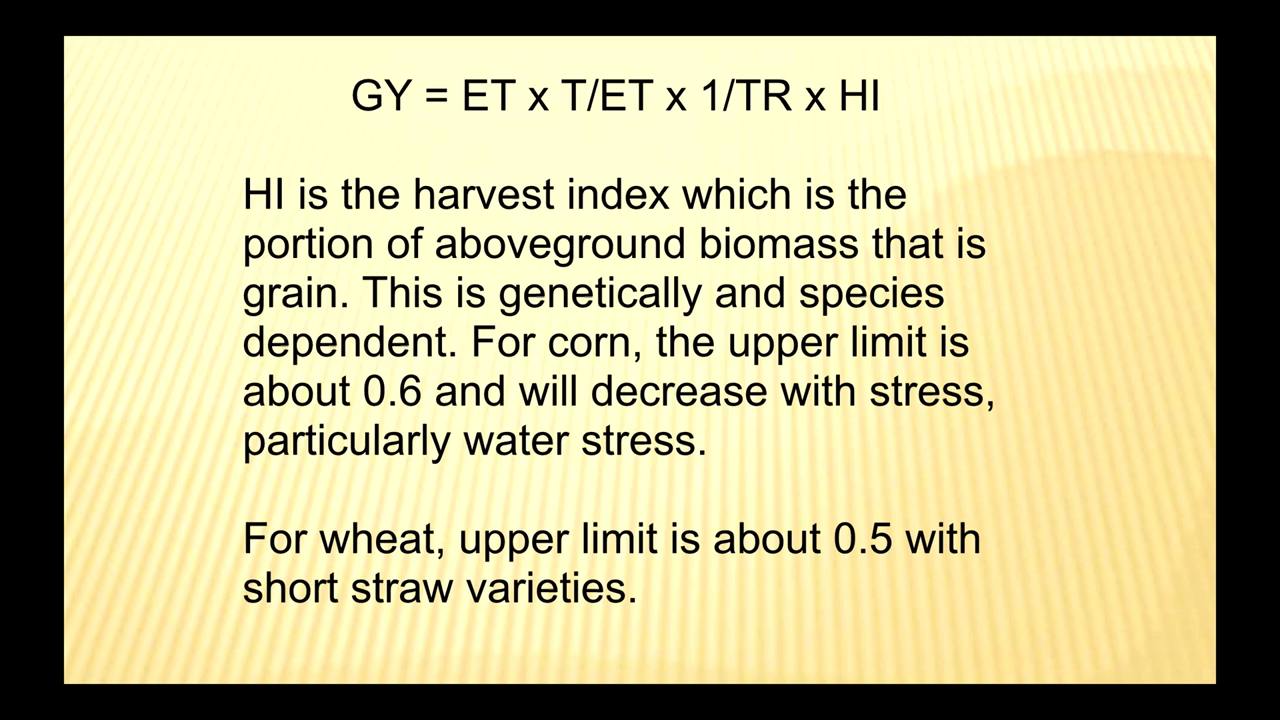 GY = ET x T/ET x 1/TR x HI
HI is the harvest index which is the
portion of aboveground biomass that is
grain. This is genetically and species
dependent. For corn, the upper limit is
about 0.6 and will decrease with stress,
particularly water stress.
For wheat, upper limit is about 0.5 with
short straw varieties.